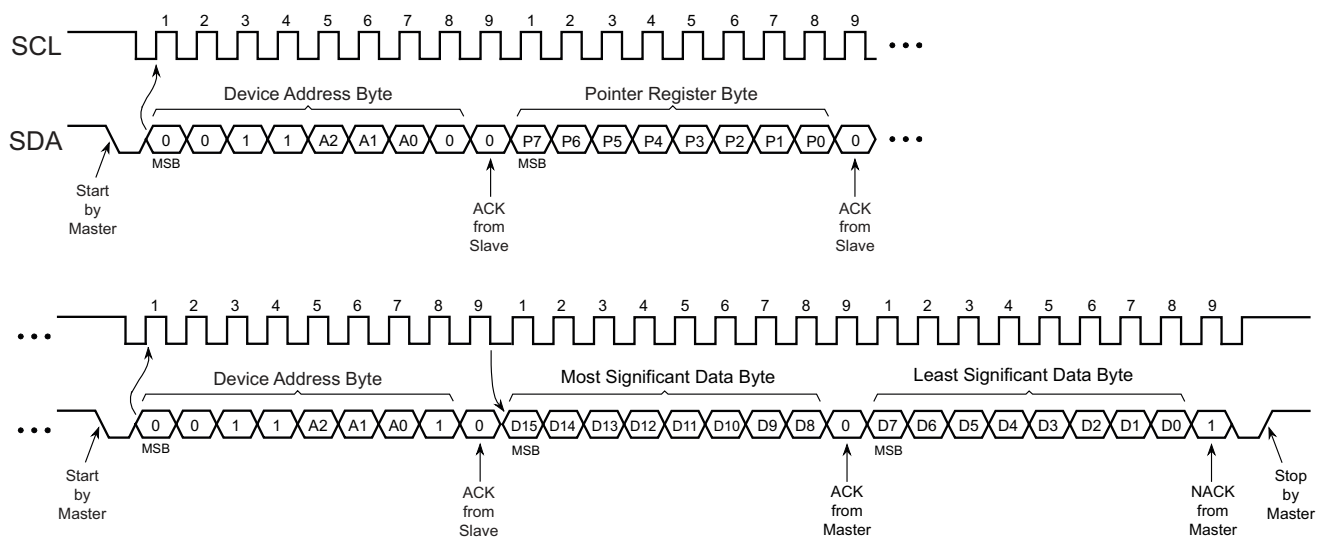 1 2 3 4 5 6 7 8 9 1 2 3 4 5 6 7 8 9
SCL
Device Address Byte Pointer Register Byte
SDA 0 0 1 1 A2 A1 A0 0 0 P7 P6 P5 P4 P3 P2 P1 P0 0
MSB MSB
Start
by
Master
ACK
from
Slave
ACK
from
Slave
1 2 3 4 5 6 7 8 9 1 2 3 4 5 6 7 8 9 1 2 3 4 5 6 7 8 9
Device Address Byte Most Significant Data Byte Least Significant Data Byte
0 0 1 1 A2 A1 A0 1 0 D15 D14 D13 D12 D11 D10 D9 D8 0 D7 D6 D5 D4 D3 D2 D1 D0 1
MSB MSB MSB
Start
by
Master
ACK
from
Slave
ACK
from
Master
NACK
from
Master
Stop
by
Master